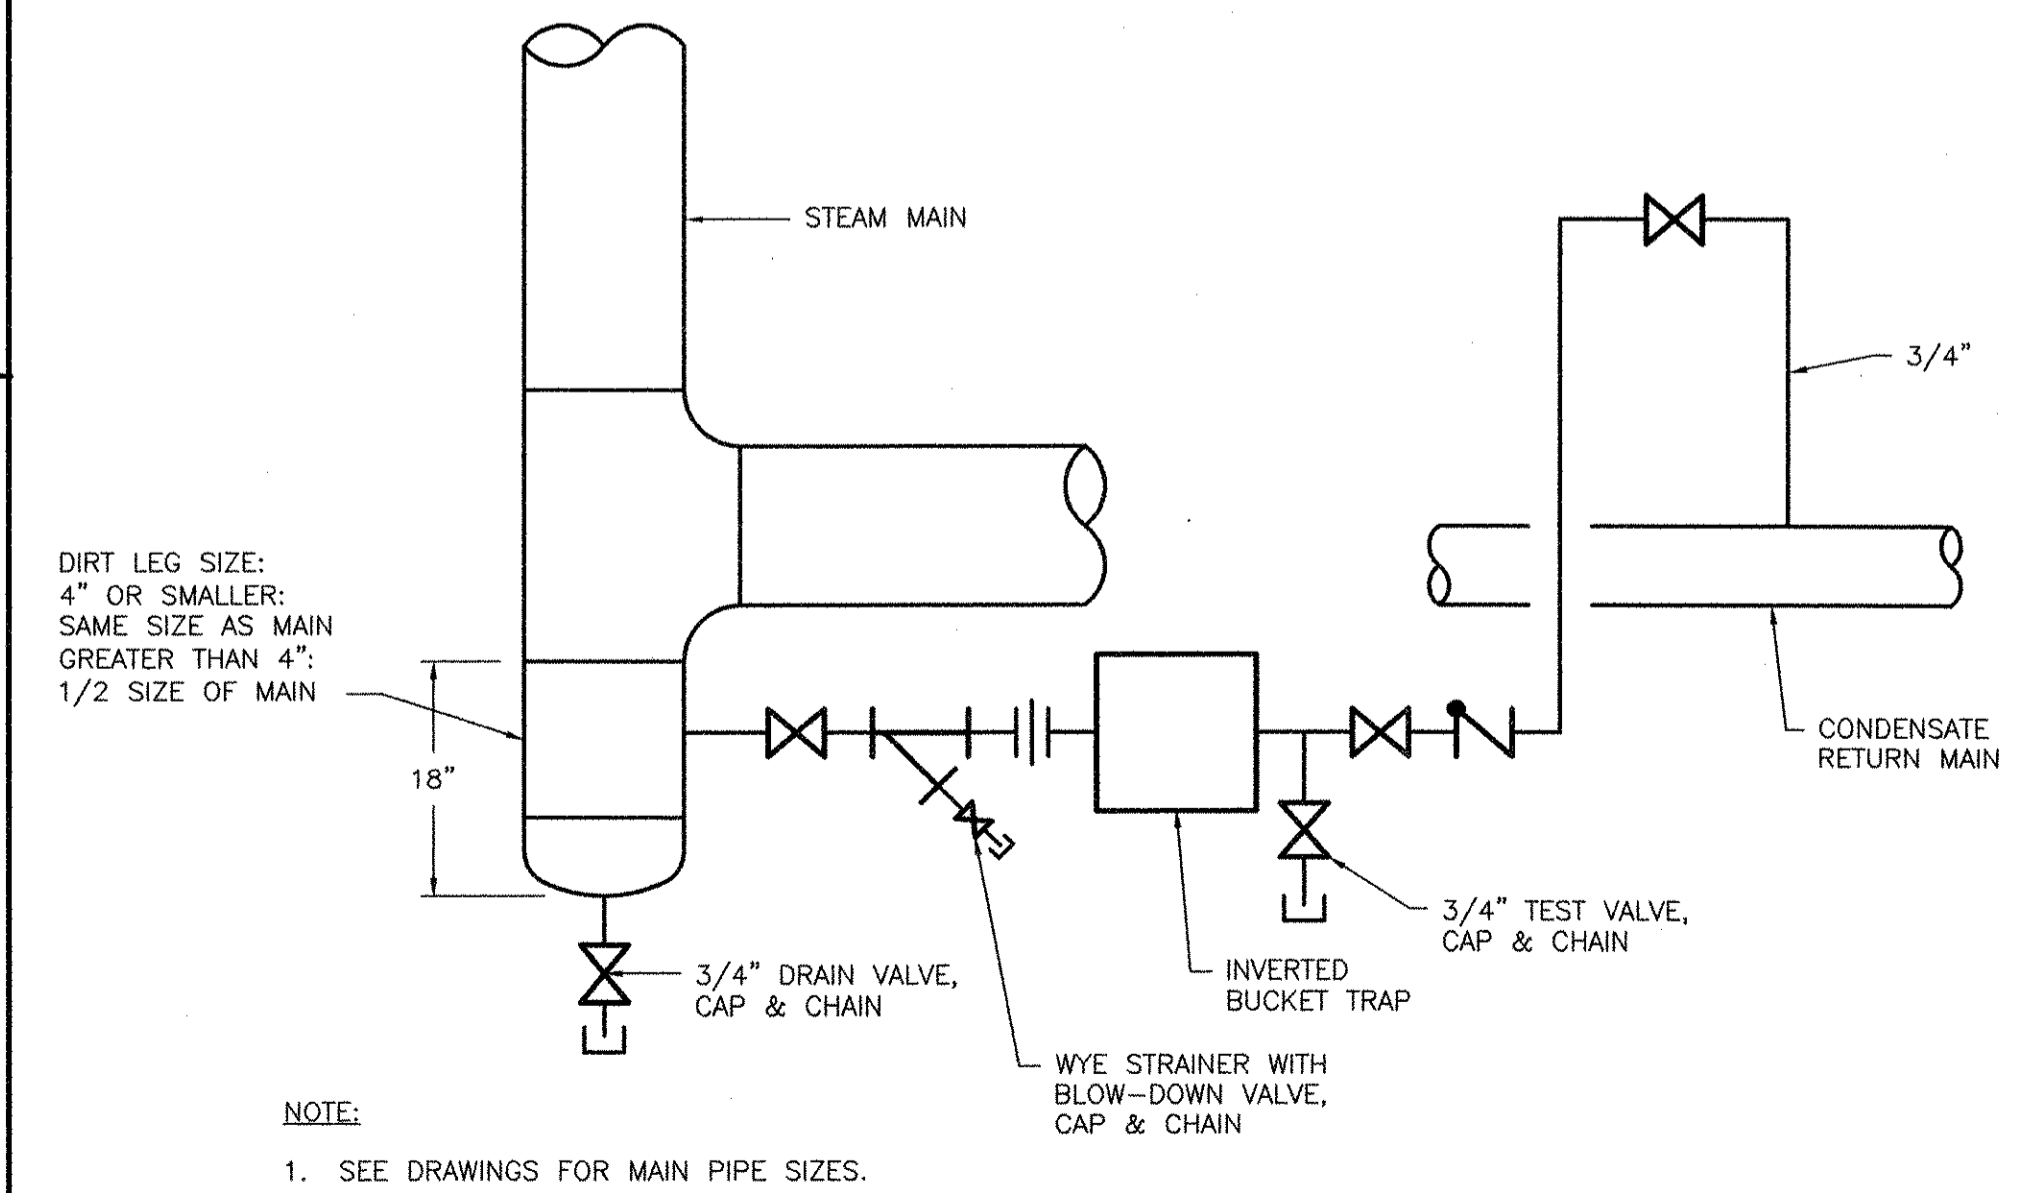 STEAM MAIN
3/4"
DIRT LEG SIZE:
4" OR SMALLER:
SAME SIZE AS MAIN
GREATER THAN 4":
1/2 SIZE OF MAIN
18"
CONDENSATE
RETURN MAIN
3/4" TEST VALVE,
CAP & CHAIN
INVERTED
BUCKET TRAP
3/4" DRAIN VALVE,
CAP & CHAIN
WYE STRAINER WITH
BLOW-DOWN VALVE,
CAP & CHAIN
NOTE:
1. SEE DRAWINGS FOR MAIN PIPE SIZES.